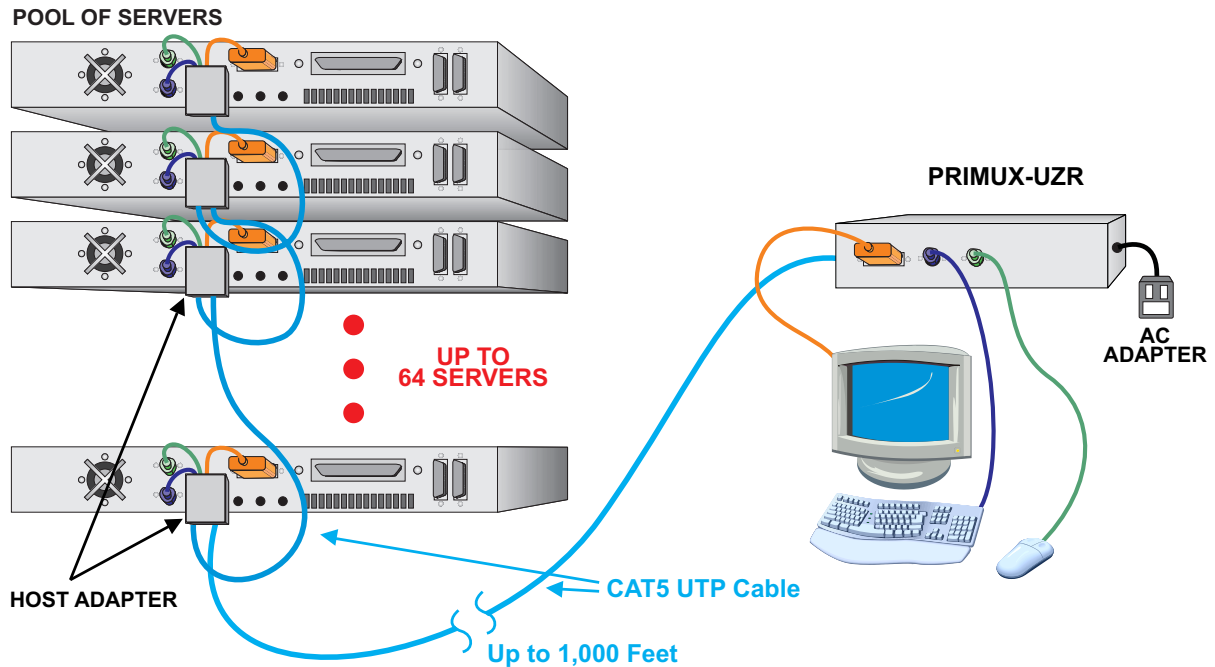 POOL OF SERVERS
PRIMUX-UZR
AC
ADAPTER
UP TO
64 SERVERS
HOST ADAPTER
CAT5 UTP Cable
Up to 1,000 Feet